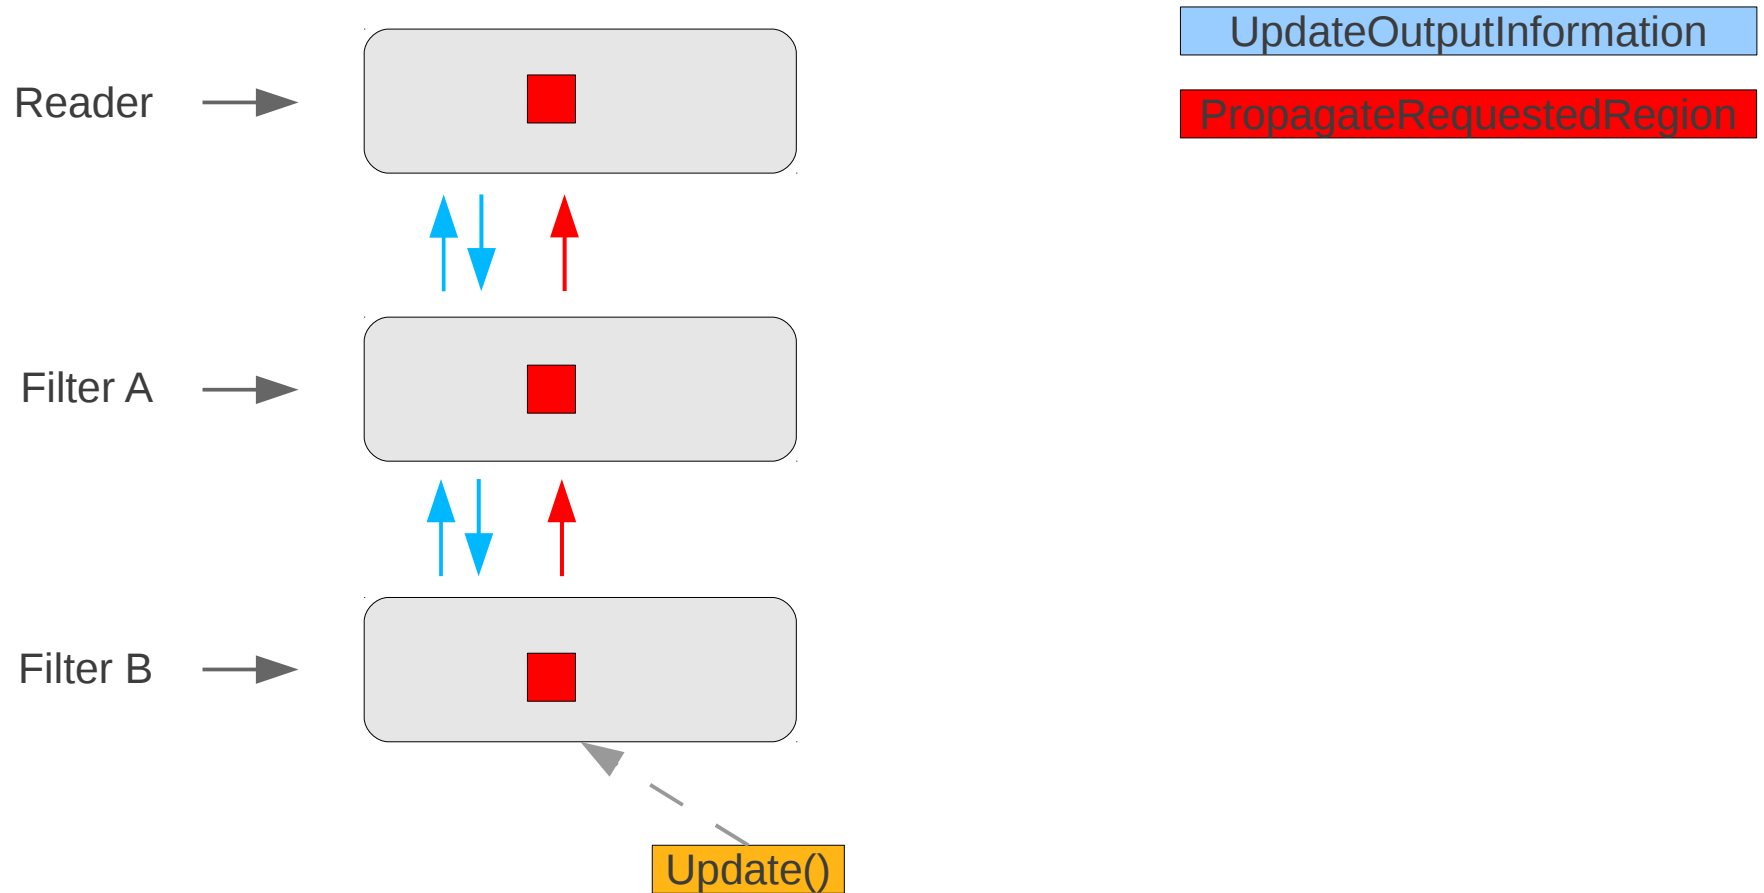 UpdateOutputInformation
Reader
PropagateRequestedRegion
Filter A
Filter B
Update()